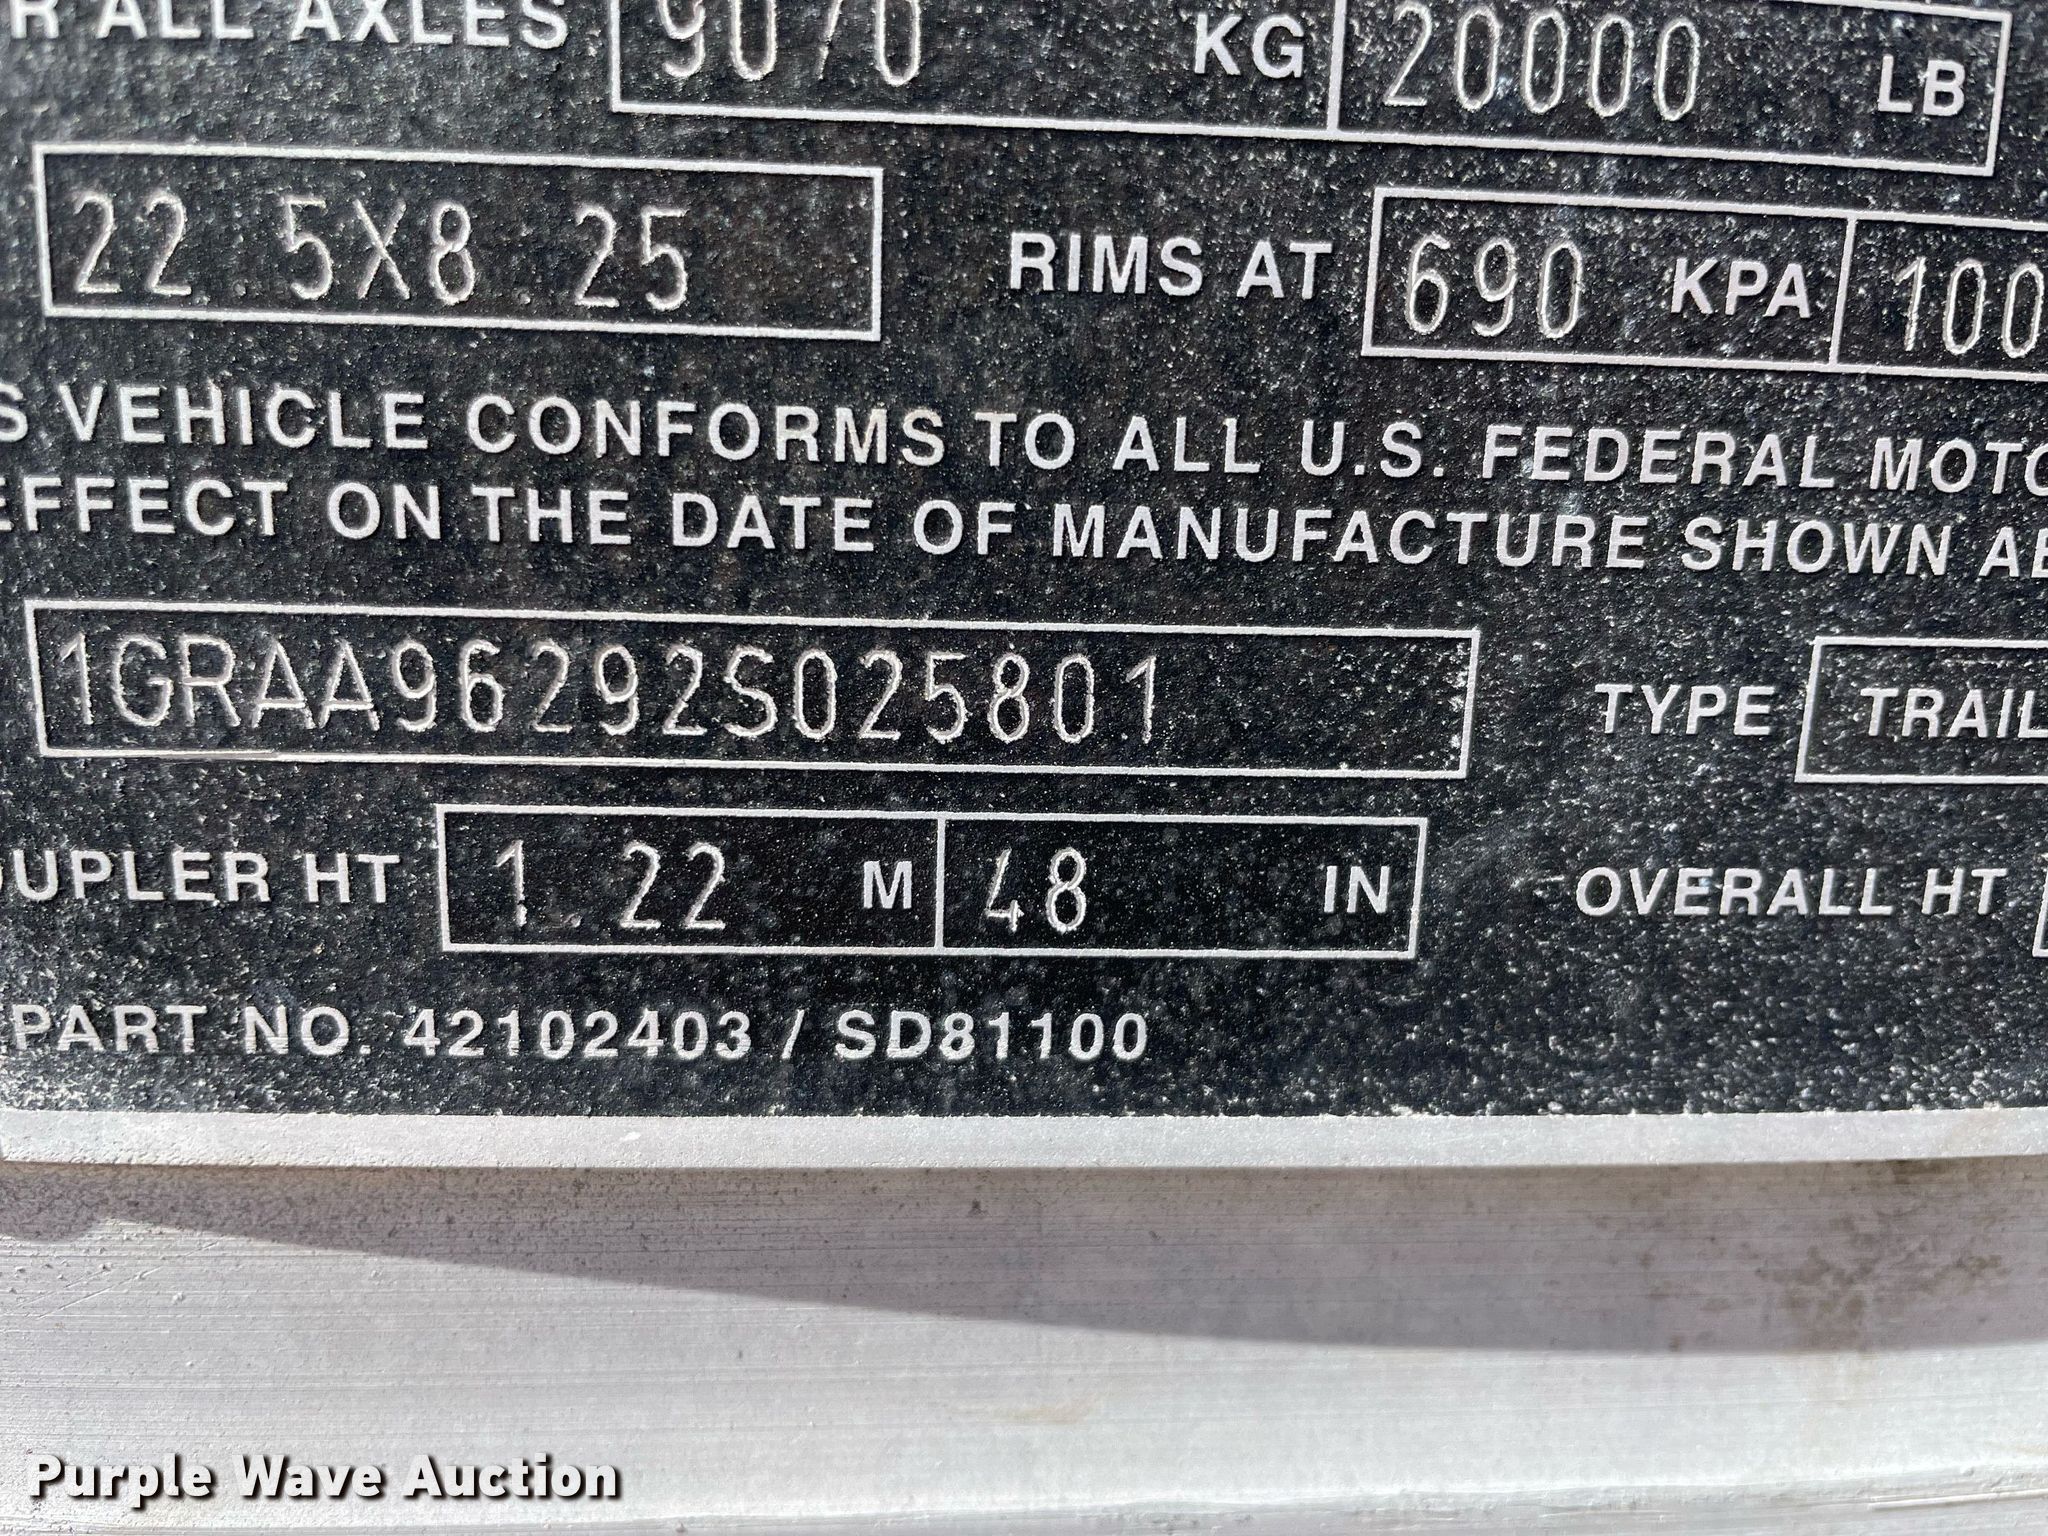 R ALL AXLES 9070 KG 20000 LB
22 5X8 25 RIMS AT 690 KPA 100
S VEHICLE CONFORMS TO ALL U.S. FEDERAL MOTO
EFFECT ON THE DATE OF MANUFACTURE SHOWN AB
1GRAA96292S025801 TYPE TRAIL
OUPLER HT 1.22 M 48 IN OVERALL HT
PART NO. 42102403 / SD81100
Purple Wave Auction